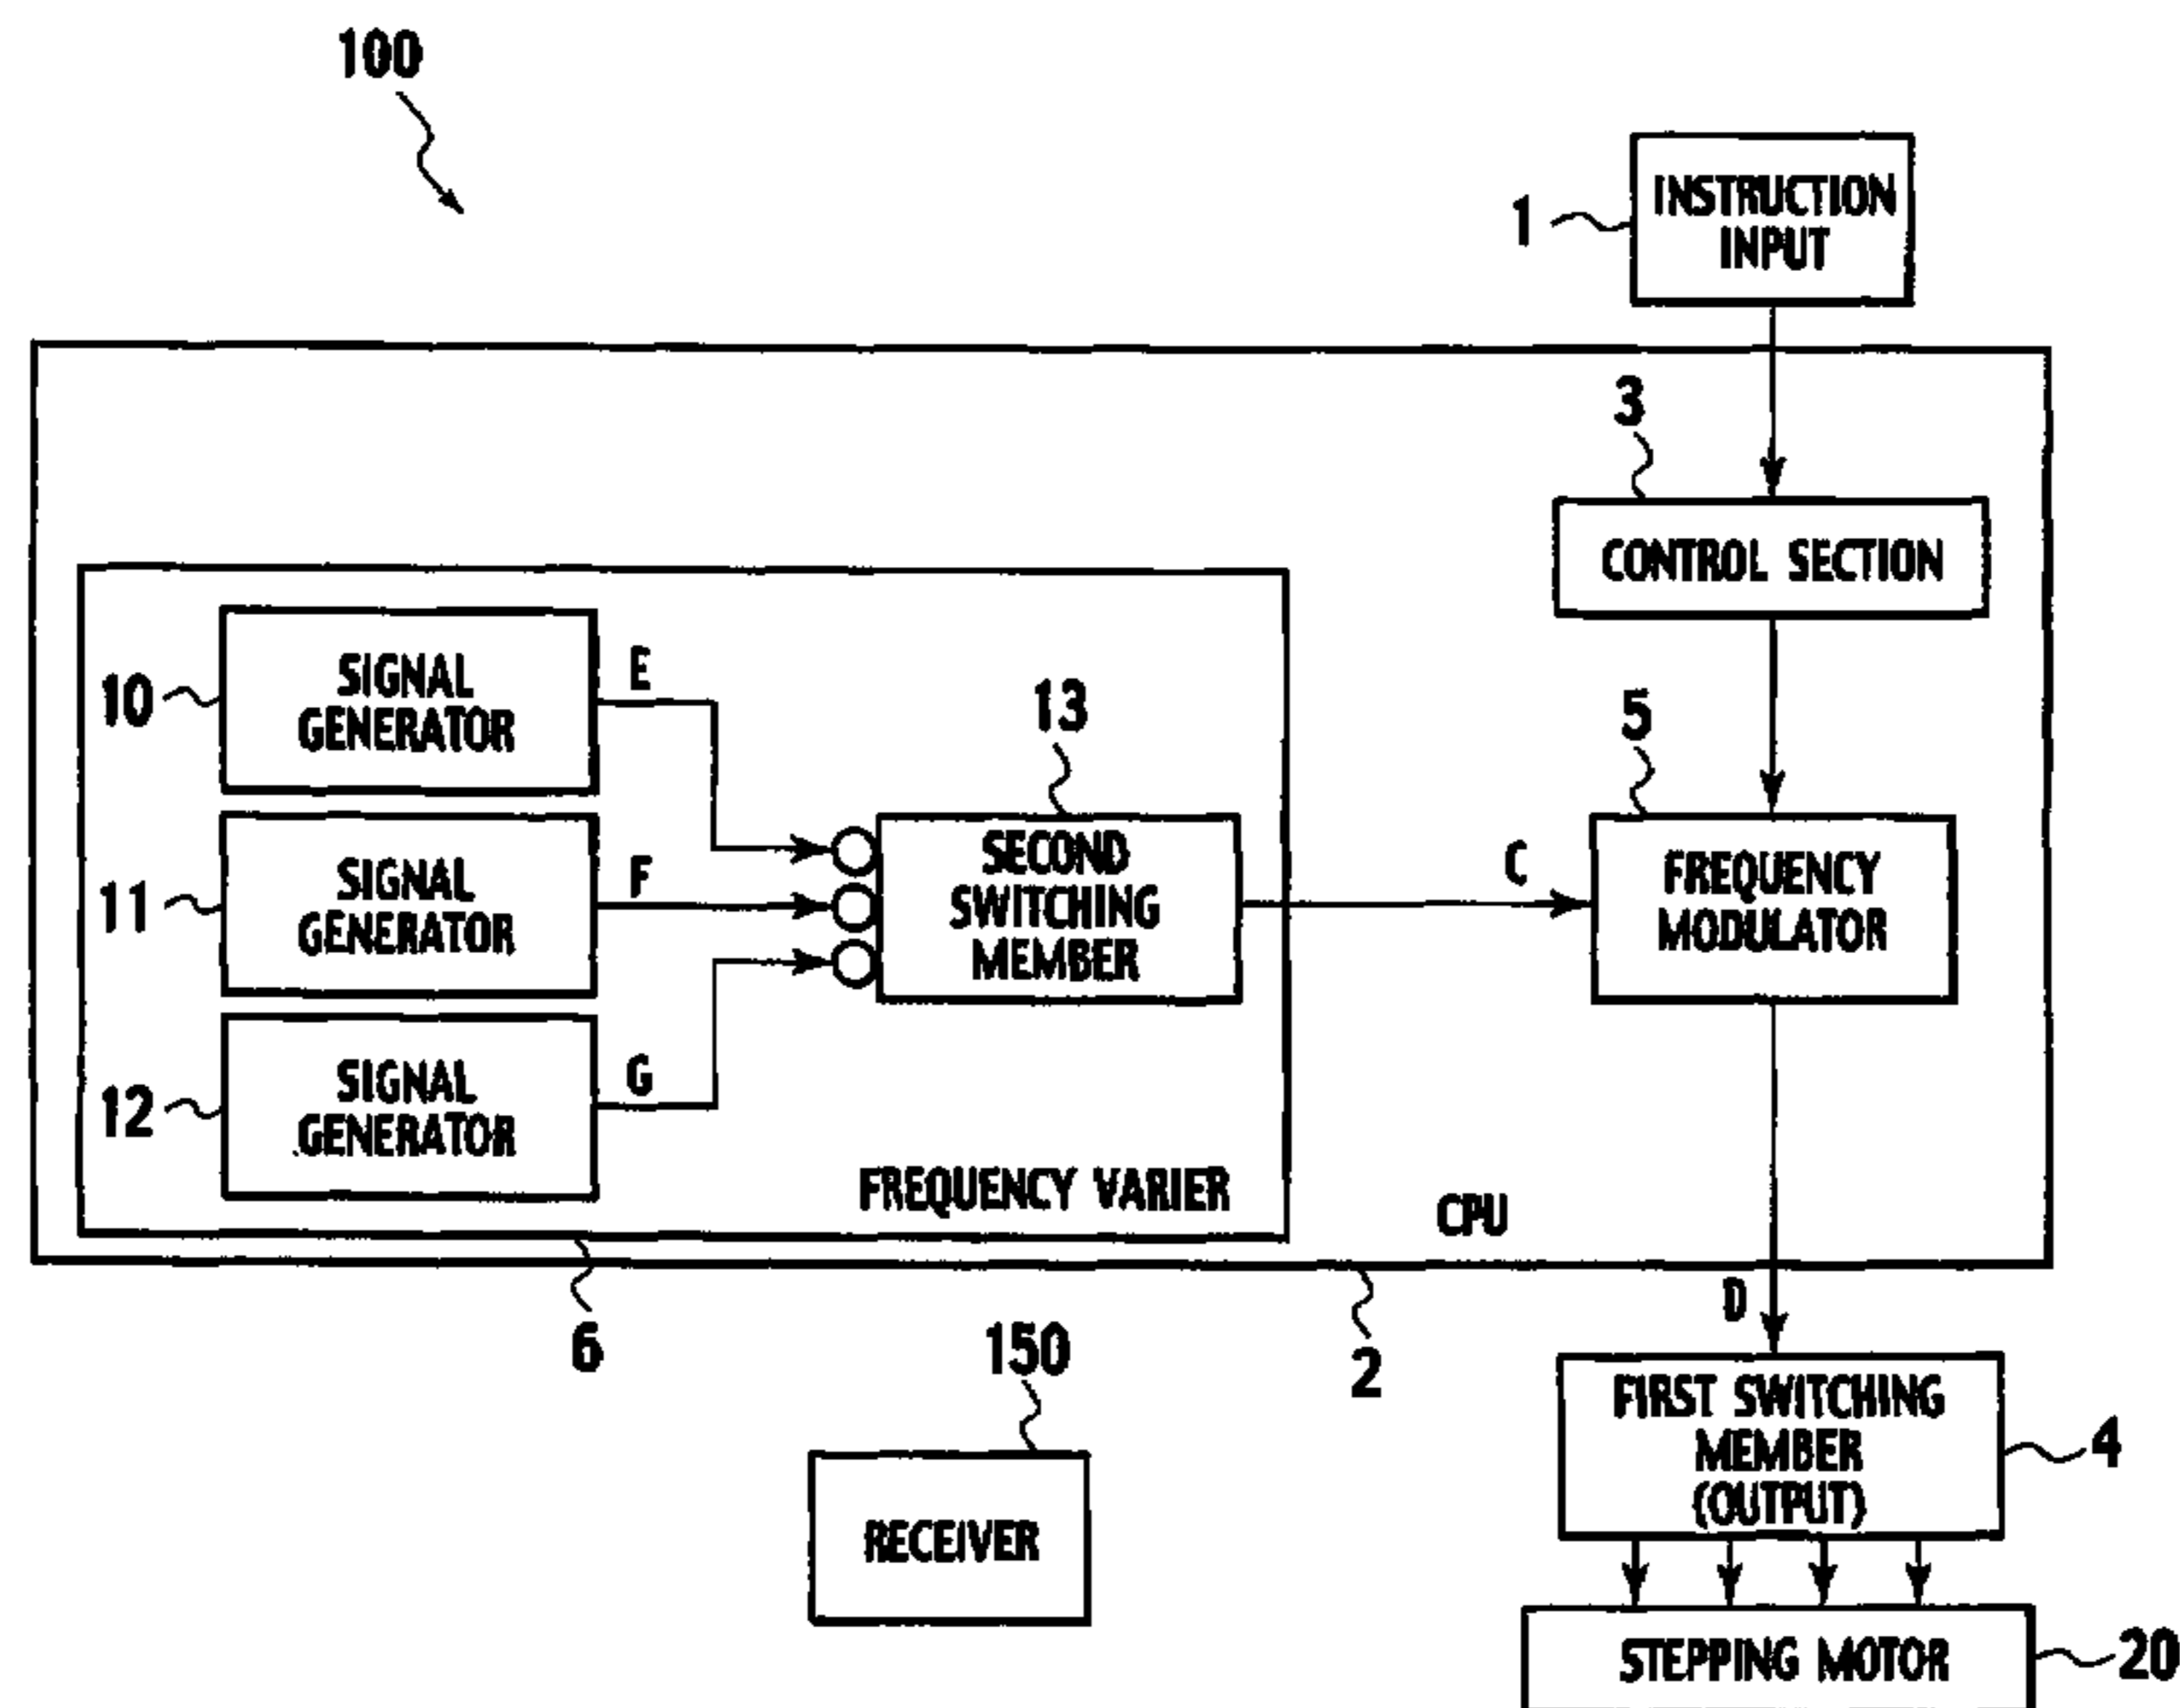 100
1
INSTRUCTION
INPUT
3
CONTROL SECTION
10
SIGNAL
GENERATOR
E
13
5
11
SIGNAL
GENERATOR
F
SECOND
SWITCHING
MEMBER
C
FREQUENCY
MODULATOR
12
SIGNAL
GENERATOR
G
FREQUENCY VARIER
CPU
6
2
D
150
RECEIVER
FIRST SWITCHING
MEMBER
(OUTPUT)
4
STEPPING MOTOR
20